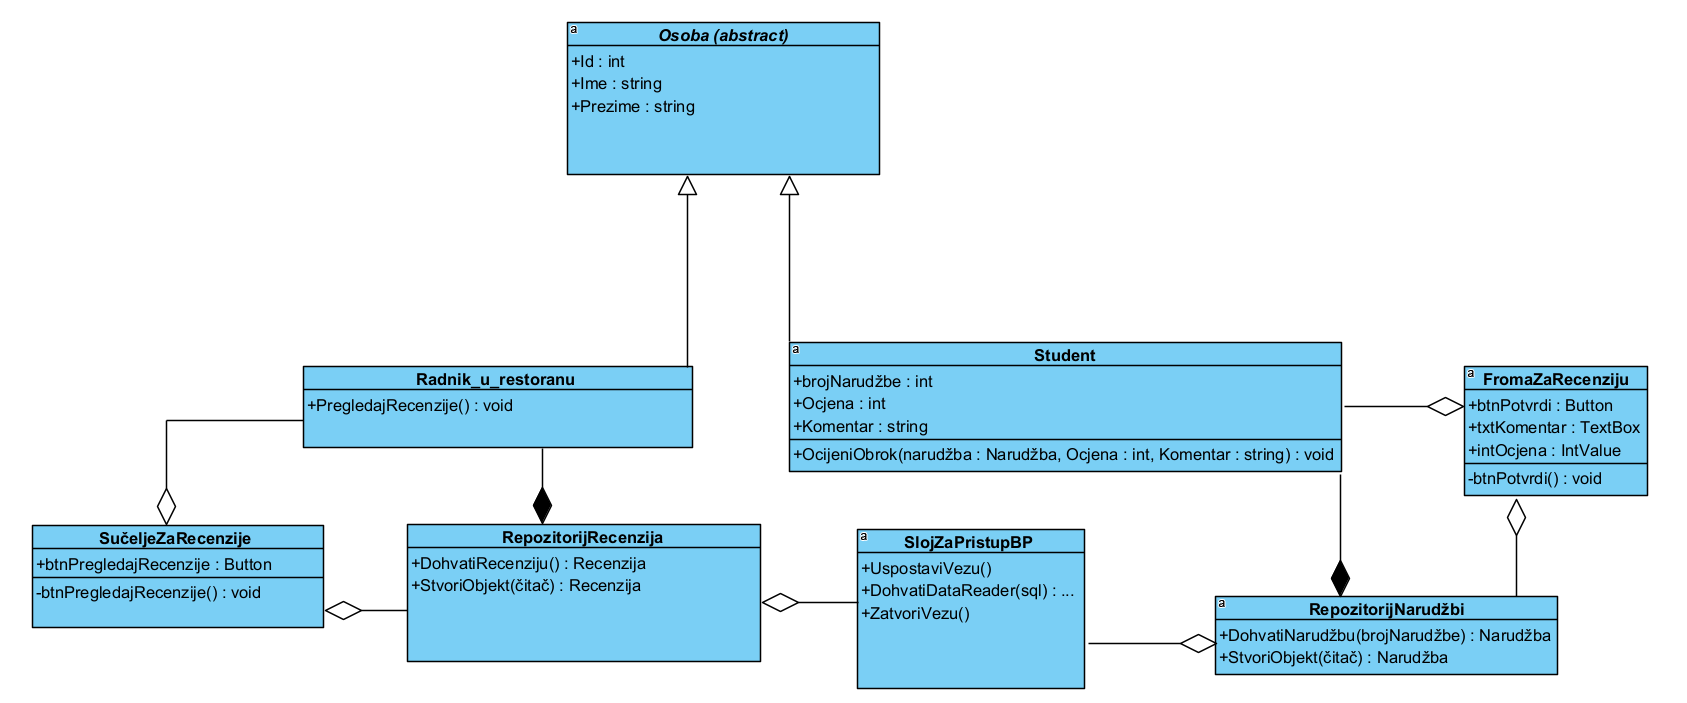 a
Osoba (abstract)
+Id : int
+Ime : string
+Prezime : string
Radnik_u_restoranu
+PregledajRecenzije() : void
a
Student
+brojNarudžbe : int
+Ocjena : int
+Komentar : string
+OcijeniObrok(narudžba : Narudžba, Ocjena : int, Komentar : string) : void
a
FromaZaRecenziju
+btnPotvrdi : Button
+txtKomentar : TextBox
+intOcjena : IntValue
-btnPotvrdi() : void
SučeljeZaRecenzije
+btnPregledajRecenzije : Button
-btnPregledajRecenzije() : void
RepozitorijRecenzija
+DohvatiRecenziju() : Recenzija
+StvoriObjekt(čitač) : Recenzija
a
SlojZaPristupBP
+UspostaviVezu()
+DohvatiDataReader(sql) : ...
+ZatvoriVezu()
a
RepozitorijNarudžbi
+DohvatiNarudžbu(brojNarudžbe) : Narudžba
+StvoriObjekt(čitač) : Narudžba